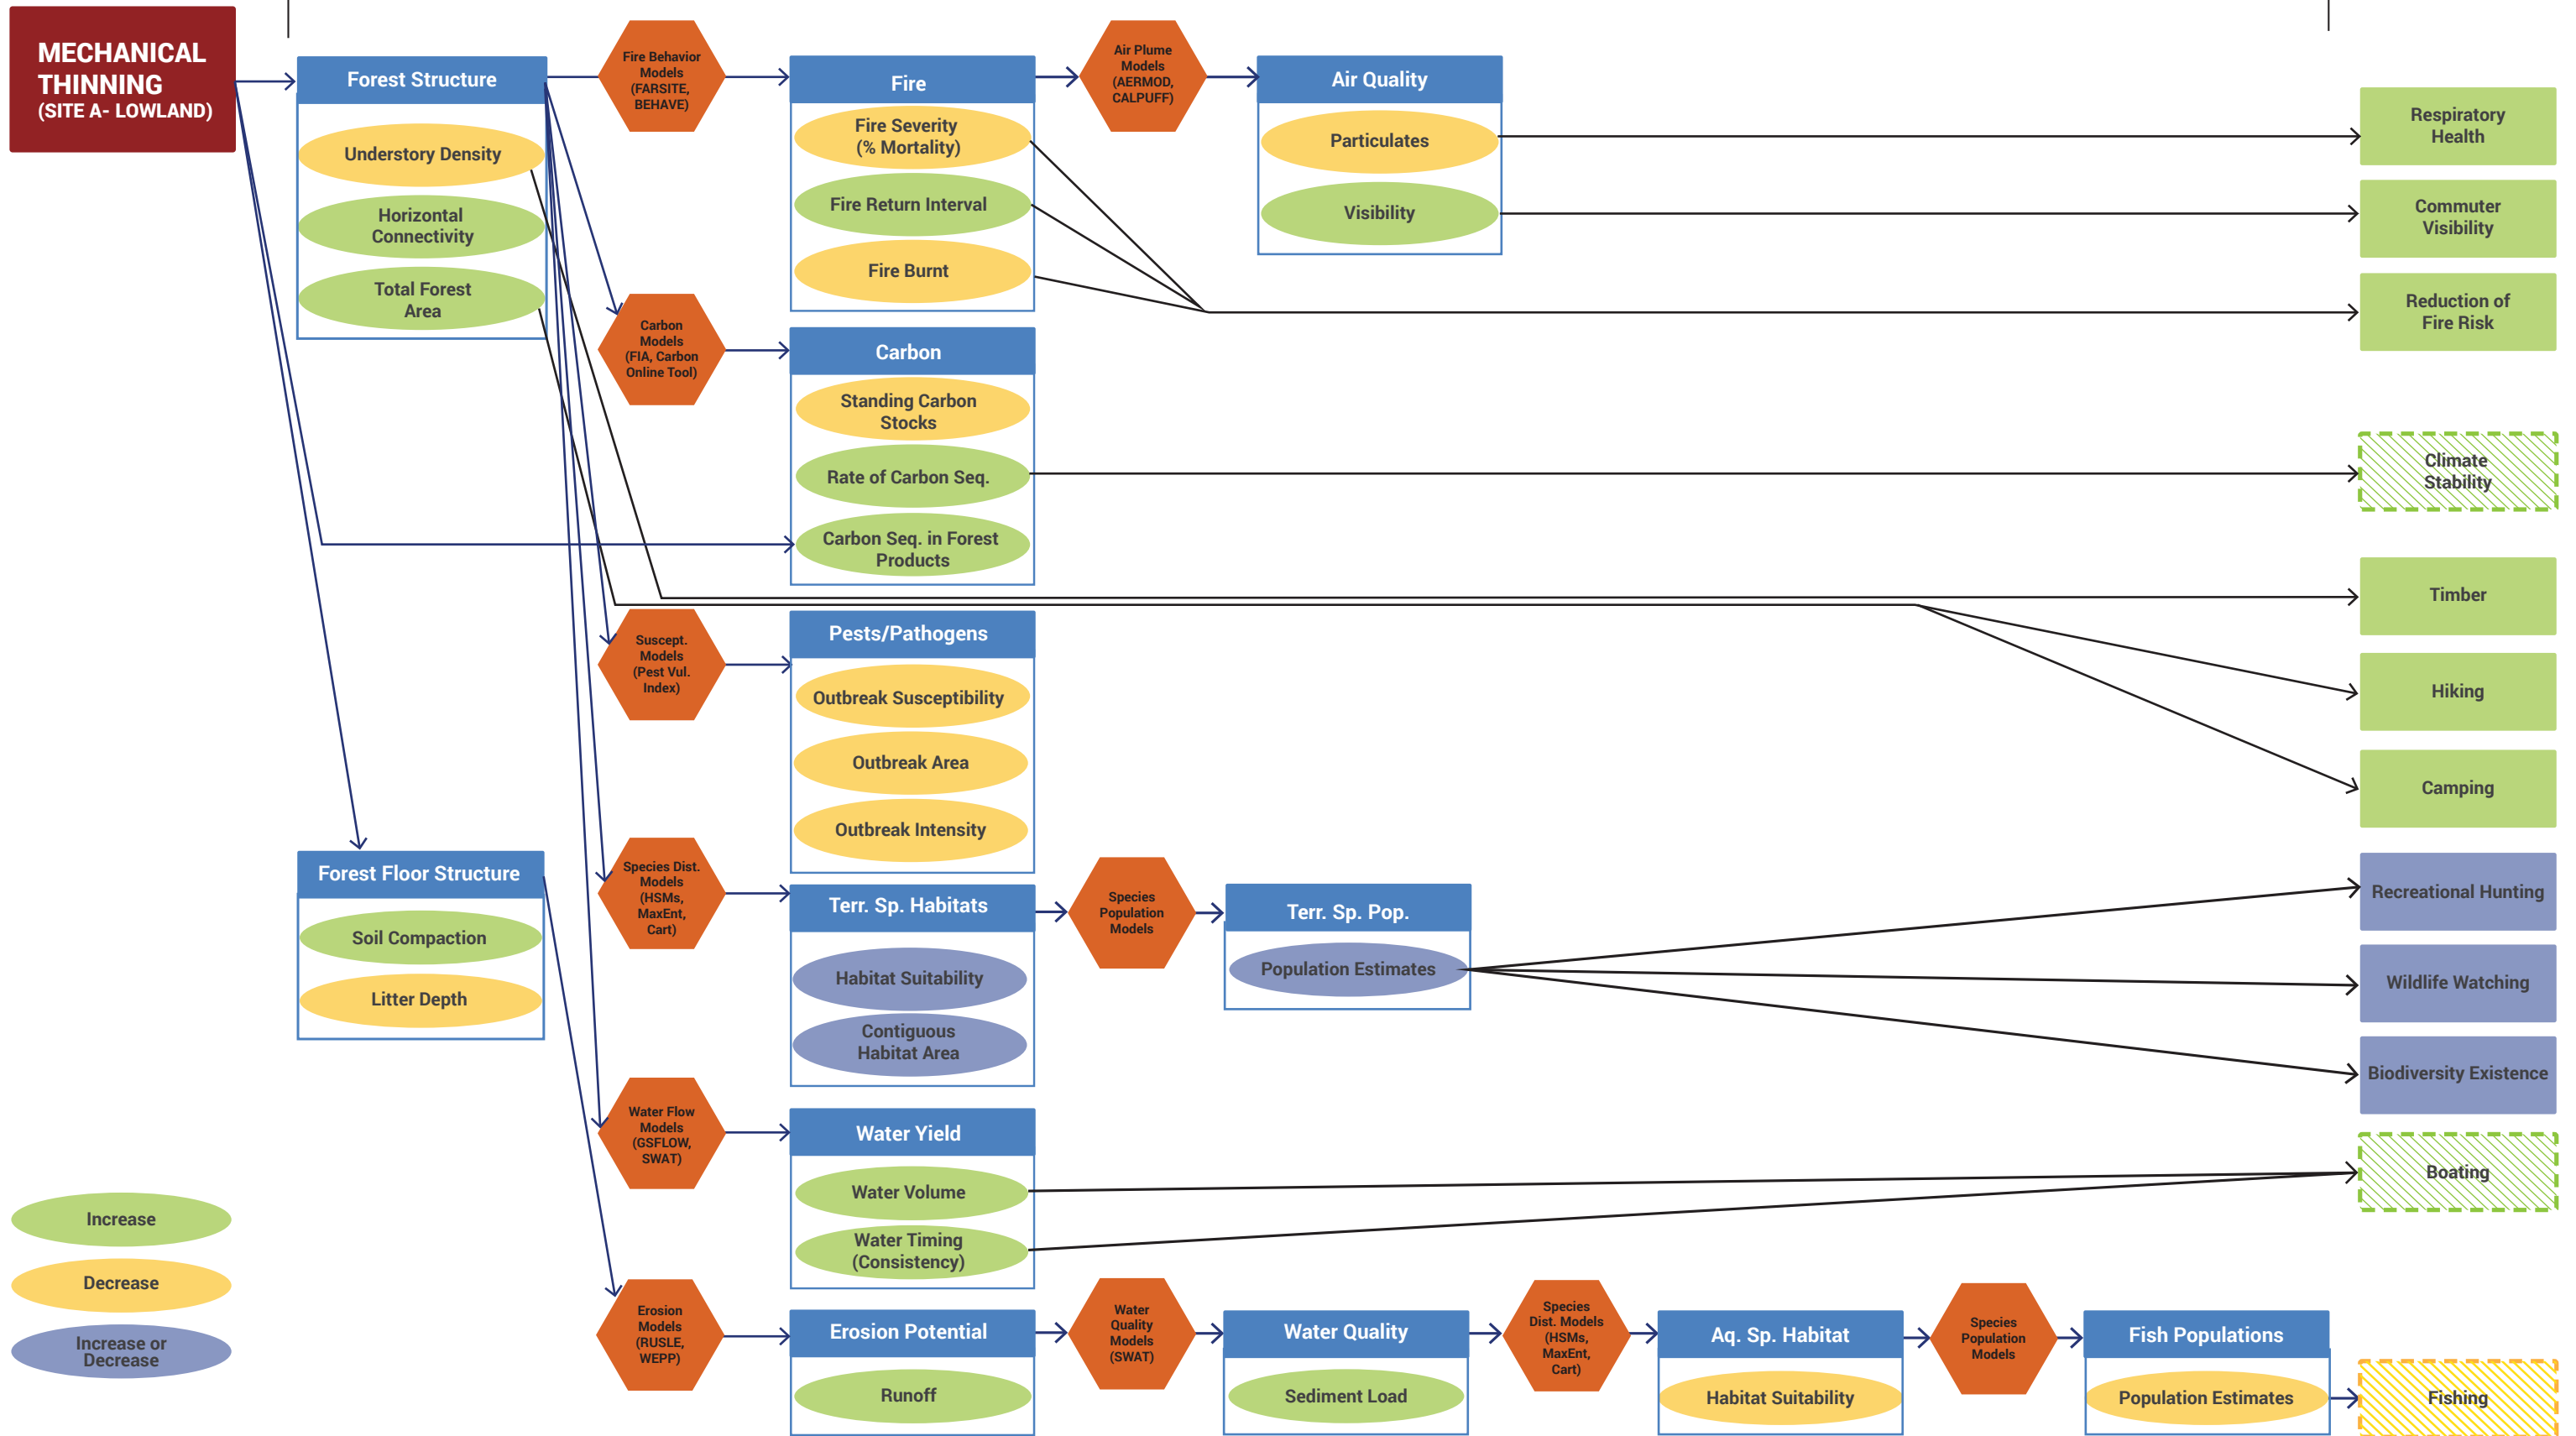 MECHANICAL
THINNING
(SITE A- LOWLAND)
Forest Structure
Understory Density
Horizontal
Connectivity
Total Forest
Area
Fire Behavior
Models
(FARSITE,
BEHAVE)
Fire
Fire Severity
(% Mortality)
Fire Return Interval
Fire Burnt
Air Plume
Models
(AERMOD,
CALPUFF)
Air Quality
Particulates
Visibility
Respiratory
Health
Commuter
Visibility
Reduction of
Fire Risk
Carbon
Models
(FIA, Carbon
Online Tool)
Carbon
Standing Carbon
Stocks
Rate of Carbon Seq.
Carbon Seq. in Forest
Products
Climate
Stability
Timber
Hiking
Camping
Suscept.
Models
(Pest Vul.
Index)
Pests/Pathogens
Outbreak Susceptibility
Outbreak Area
Outbreak Intensity
Forest Floor Structure
Soil Compaction
Litter Depth
Species Dist.
Models
(HSMs,
MaxEnt,
Cart)
Terr. Sp. Habitats
Habitat Suitability
Contiguous
Habitat Area
Species
Population
Models
Terr. Sp. Pop.
Population Estimates
Recreational Hunting
Wildlife Watching
Biodiversity Existence
Water Flow
Models
(GSFLOW,
SWAT)
Water Yield
Water Volume
Water Timing
(Consistency)
Boating
Increase
Decrease
Increase or
Decrease
Erosion
Models
(RUSLE,
WEPP)
Erosion Potential
Runoff
Water
Quality
Models
(SWAT)
Water Quality
Sediment Load
Species
Dist. Models
(HSMs,
MaxEnt,
Cart)
Aq. Sp. Habitat
Habitat Suitability
Species
Population
Models
Fish Populations
Population Estimates
Fishing